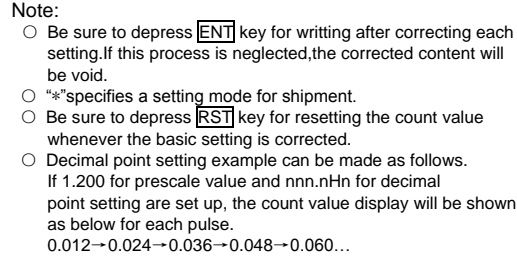 Note:
○ Be sure to depress ENT key for writting after correcting each
setting.If this process is neglected,the corrected content will
be void.
○ “*”specifies a setting mode for shipment.
○ Be sure to depress RST key for resetting the count value
whenever the basic setting is corrected.
○ Decimal point setting example can be made as follows.
If 1.200 for prescale value and nnn.nHn for decimal
point setting are set up, the count value display will be shown
as below for each pulse.
0.012→0.024→0.036→0.048→0.060…